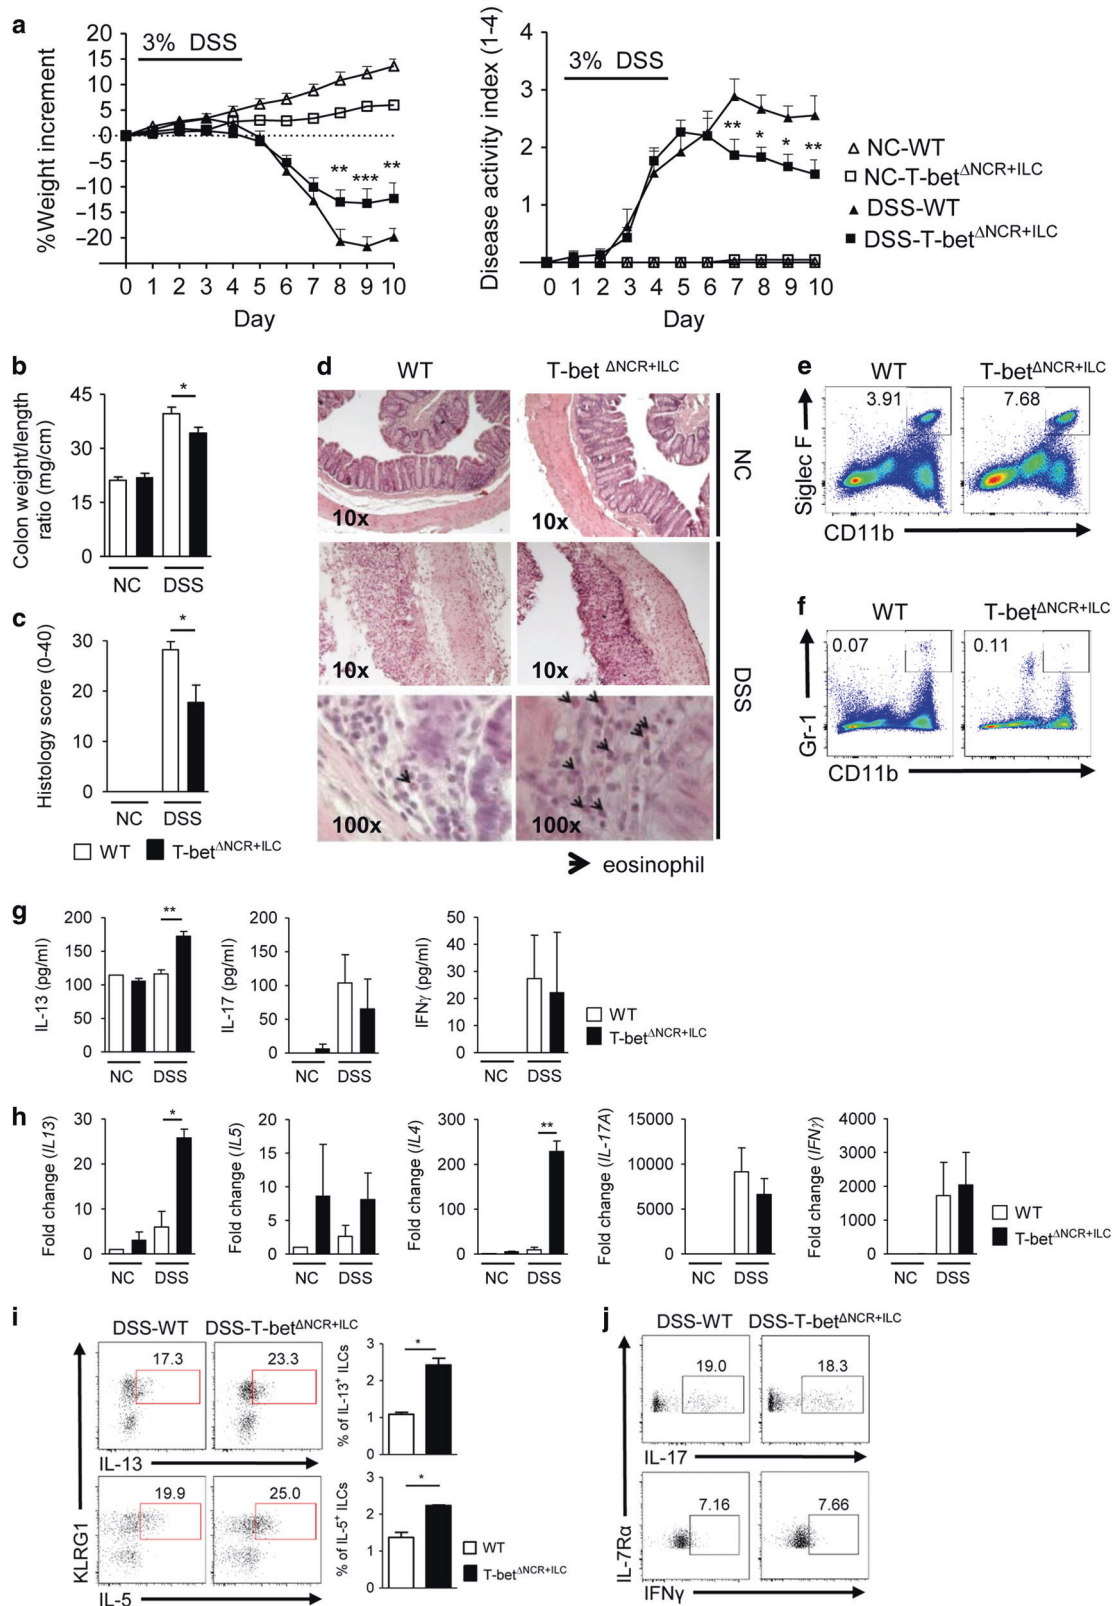 a
3% DSS
20
15
10
5
0
−5
−10
−15
−20
%Weight increment
** *** **
0 1 2 3 4 5 6 7 8 9 10
Day
3% DSS
4
3
2
1
Disease activity index (1-4)
** * * **
0 1 2 3 4 5 6 7 8 9 10
Day
NC-WT
NC-T-bet^ΔNCR+ILC
DSS-WT
DSS-T-bet^ΔNCR+ILC
b
Colon weight/length
ratio (mg/cm)
45
30
15
0
*
NC DSS
c
Histology score (0-40)
30
20
10
0
*
NC DSS
WT T-bet^ΔNCR+ILC
d
WT T-bet ^ΔNCR+ILC
10x 10x
NC
10x 10x
100x 100x
DSS
eosinophil
e
WT T-bet^ΔNCR+ILC
3.91 7.68
Siglec F
CD11b
f
WT T-bet^ΔNCR+ILC
0.07 0.11
Gr-1
CD11b
g
IL-13 (pg/ml)
200
150
100
50
0
**
NC DSS
IL-17 (pg/ml)
200
150
100
50
0
NC DSS
IFNγ (pg/ml)
50
40
30
20
10
0
NC DSS
WT
T-bet^ΔNCR+ILC
h
Fold change (IL13)
30
20
10
0
*
NC DSS
Fold change (IL5)
20
15
10
5
0
NC DSS
Fold change (IL4)
300
200
100
0
**
NC DSS
Fold change (IL-17A)
15000
10000
5000
0
NC DSS
Fold change (IFNγ)
4000
3000
2000
1000
0
NC DSS
WT
T-bet^ΔNCR+ILC
i
DSS-WT DSS-T-bet^ΔNCR+ILC
17.3 23.3
IL-13
19.9 25.0
IL-5
KLRG1
% of IL-13⁺ ILCs
3
2
1
0
*
% of IL-5⁺ ILCs
3
2
1
0
*
WT
T-bet^ΔNCR+ILC
j
DSS-WT DSS-T-bet^ΔNCR+ILC
19.0 18.3
IL-17
7.16 7.66
IL-7Rα
IFNγ